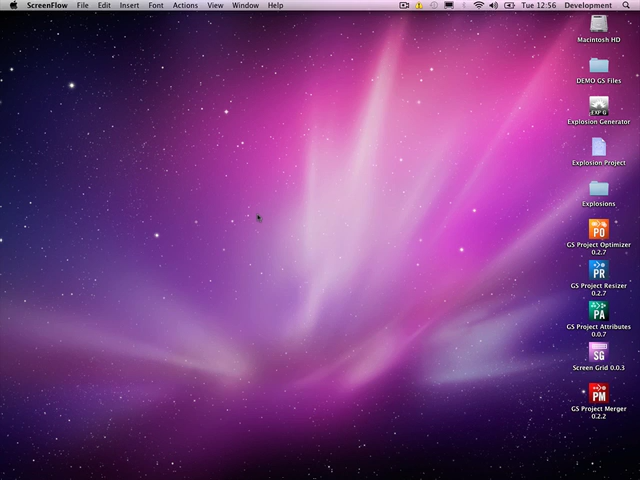 ScreenFlow File Edit Insert Font Actions View Window Help Tue 12:56 Development
Macintosh HD
DEMO GS Files
EXP G
Explosion Generator
Explosion Project
Explosions
PO
GS Project Optimizer
0.2.7
PR
GS Project Resizer
0.2.7
PA
GS Project Attributes
0.0.7
SG
Screen Grid 0.0.3
PM
GS Project Merger
0.2.2